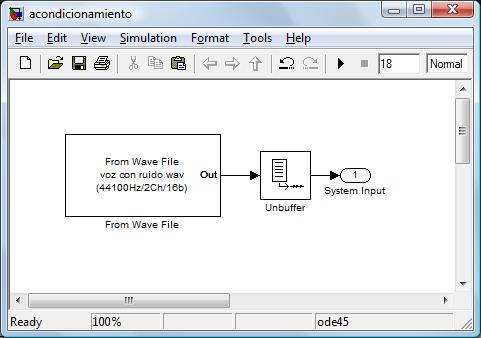 acondicionamiento
File Edit View Simulation Format Tools Help
18 Normal
From Wave File
voz con ruido.wav
(44100Hz/2Ch/16b)
Out
1
System Input
Unbuffer
From Wave File
Ready 100% ode45